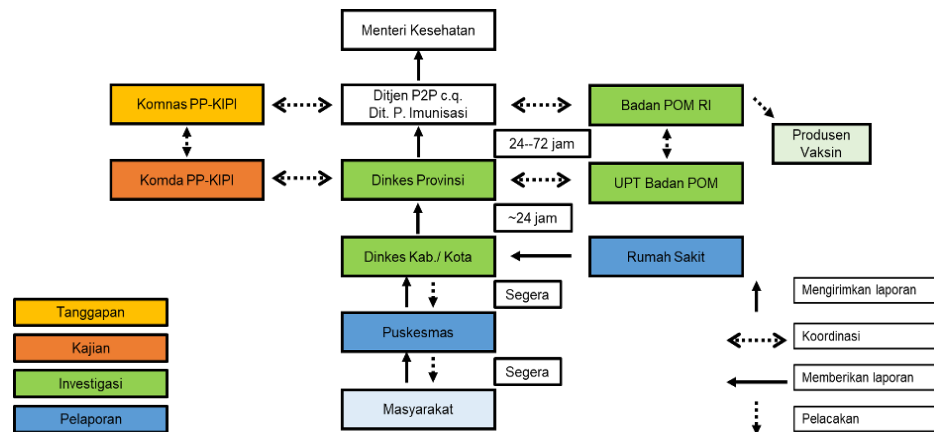 Menteri Kesehatan
Komnas PP-KIPI
Ditjen P2P c.q.
Dit. P. Imunisasi
Badan POM RI
Produsen
Vaksin
24--72 jam
Komda PP-KIPI
Dinkes Provinsi
UPT Badan POM
~24 jam
Dinkes Kab./ Kota
Rumah Sakit
Segera
Mengirimkan laporan
Tanggapan
Puskesmas
Koordinasi
Kajian
Segera
Memberikan laporan
Investigasi
Masyarakat
Pelaporan
Pelacakan